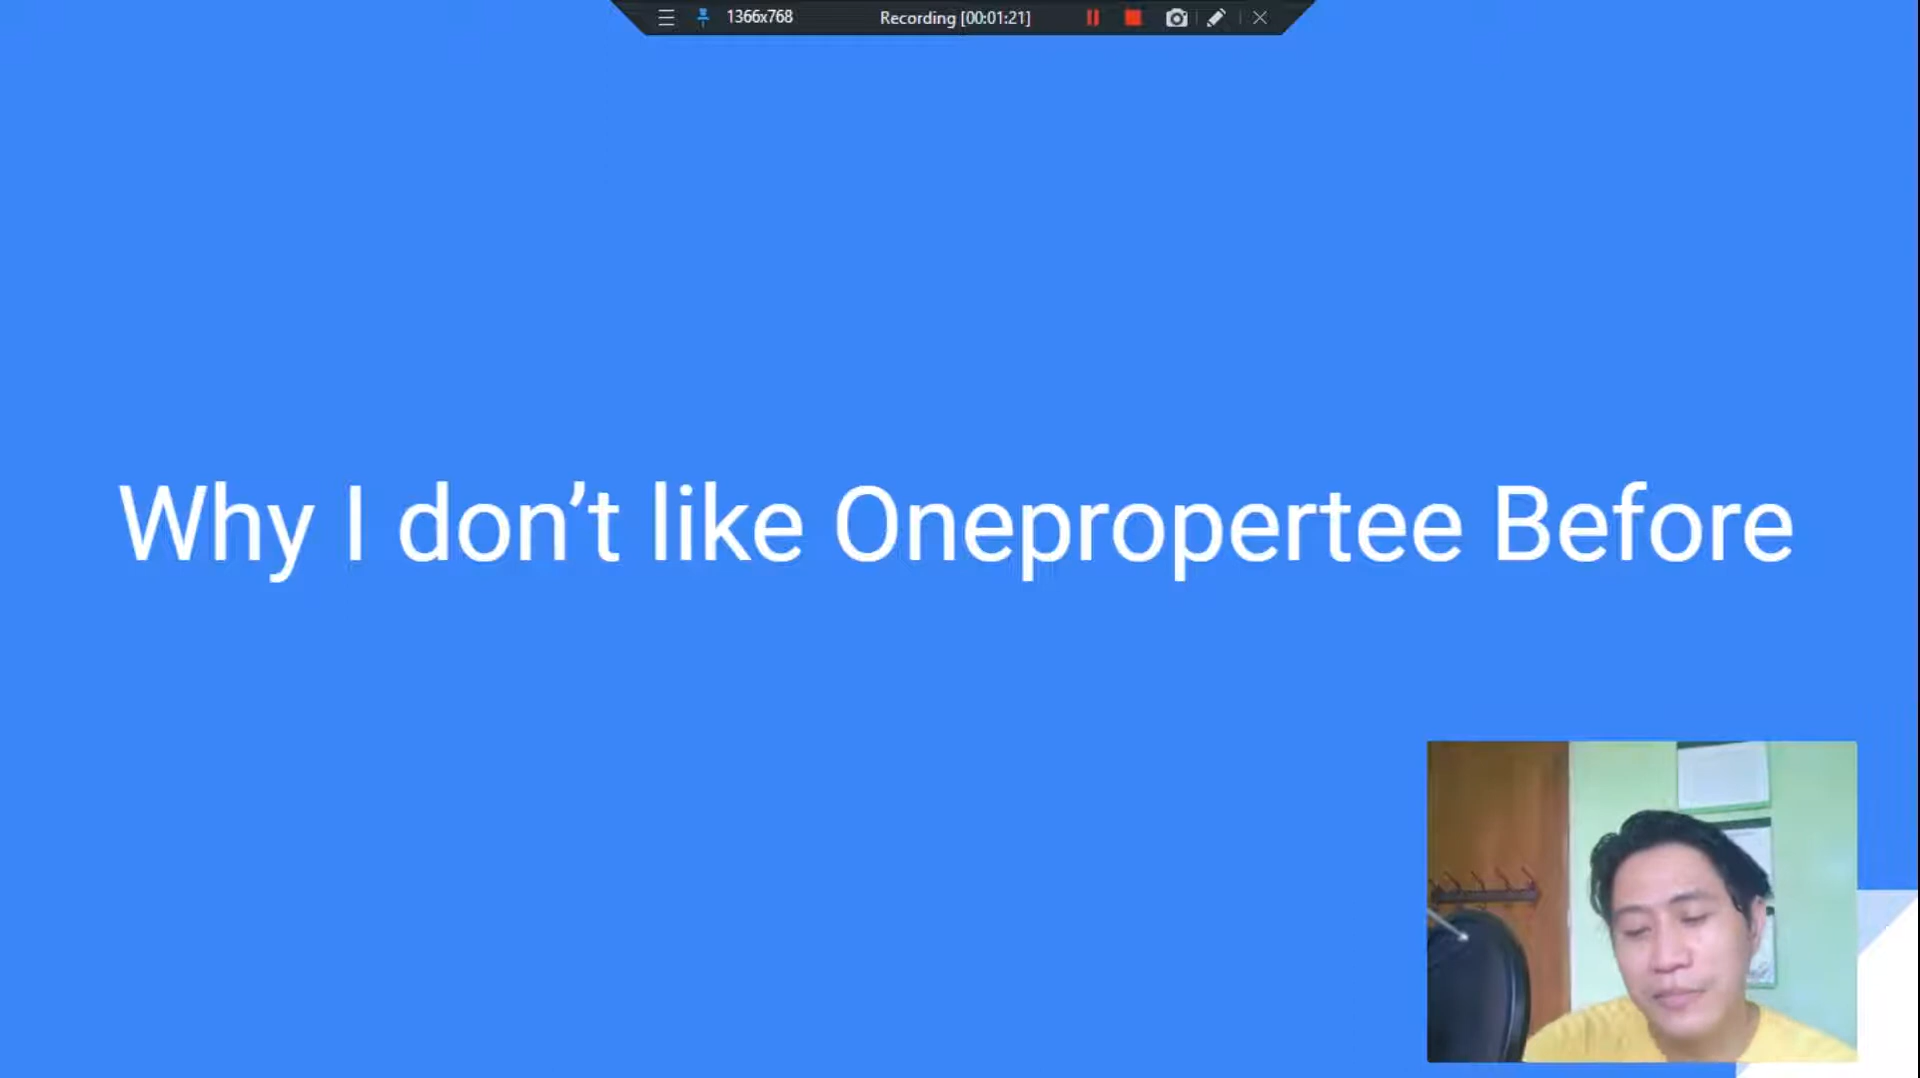 1366x768
Recording [00:01:21]
Why I don’t like Onepropertee Before